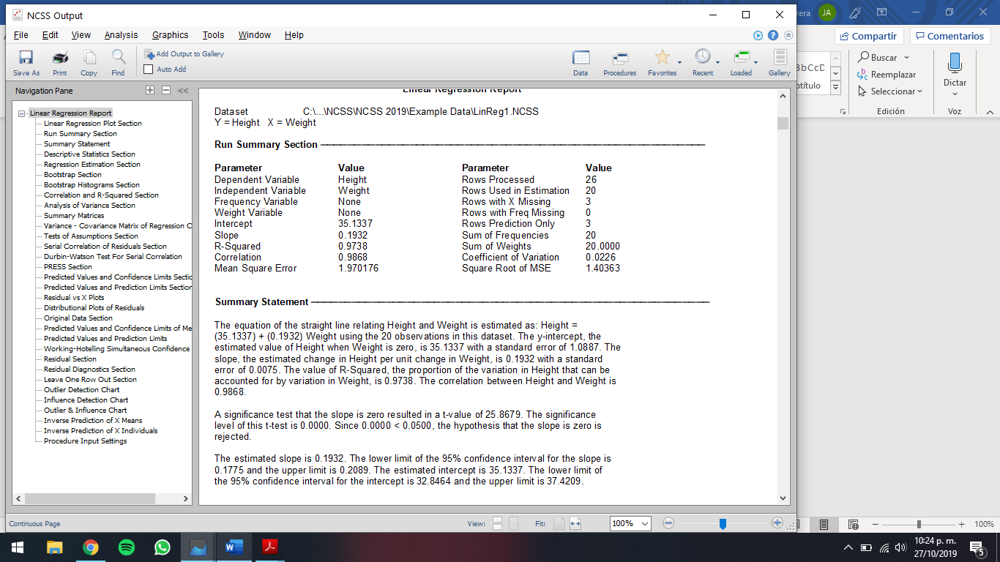 NCSS Output
rera
JA
File Edit View Analysis Graphics Tools Window Help
Compartir
Comentarios
Save As
Print
Copy
Find
Add Output to Gallery
Auto Add
Data
Procedures
Favorites
Recent
Loaded
Gallery
BbCcD
ptítulo
Buscar
Reemplazar
Seleccionar
Edición
Dictar
Voz
Navigation Pane
Linear Regression Report
Linear Regression Plot Section
Run Summary Section
Summary Statement
Descriptive Statistics Section
Regression Estimation Section
Bootstrap Section
Bootstrap Histograms Section
Correlation and R-Squared Section
Analysis of Variance Section
Summary Matrices
Variance - Covariance Matrix of Regression C
Tests of Assumptions Section
Serial Correlation of Residuals Section
Durbin-Watson Test For Serial Correlation
PRESS Section
Predicted Values and Confidence Limits Sectio
Predicted Values and Prediction Limits Section
Residual vs X Plots
Distributional Plots of Residuals
Original Data Section
Predicted Values and Confidence Limits of Me
Predicted Values and Prediction Limits
Working-Hotelling Simultaneous Confidence
Residual Section
Residual Diagnostics Section
Leave One Row Out Section
Outlier Detection Chart
Influence Detection Chart
Outlier & Influence Chart
Inverse Prediction of X Means
Inverse Prediction of X Individuals
Procedure Input Settings
Linear Regression Report
Dataset C:\...\NCSS\NCSS 2019\Example Data\LinReg1.NCSS
Y = Height X = Weight
Run Summary Section
Parameter Value Parameter Value
Dependent Variable Height Rows Processed 26
Independent Variable Weight Rows Used in Estimation 20
Frequency Variable None Rows with X Missing 3
Weight Variable None Rows with Freq Missing 0
Intercept 35.1337 Rows Prediction Only 3
Slope 0.1932 Sum of Frequencies 20
R-Squared 0.9738 Sum of Weights 20.0000
Correlation 0.9868 Coefficient of Variation 0.0226
Mean Square Error 1.970176 Square Root of MSE 1.40363
Summary Statement
The equation of the straight line relating Height and Weight is estimated as: Height =
(35.1337) + (0.1932) Weight using the 20 observations in this dataset. The y-intercept, the
estimated value of Height when Weight is zero, is 35.1337 with a standard error of 1.0887. The
slope, the estimated change in Height per unit change in Weight, is 0.1932 with a standard
error of 0.0075. The value of R-Squared, the proportion of the variation in Height that can be
accounted for by variation in Weight, is 0.9738. The correlation between Height and Weight is
0.9868.
A significance test that the slope is zero resulted in a t-value of 25.8679. The significance
level of this t-test is 0.0000. Since 0.0000 < 0.0500, the hypothesis that the slope is zero is
rejected.
The estimated slope is 0.1932. The lower limit of the 95% confidence interval for the slope is
0.1775 and the upper limit is 0.2089. The estimated intercept is 35.1337. The lower limit of
the 95% confidence interval for the intercept is 32.8464 and the upper limit is 37.4209.
Continuous Page
View:
Fit:
100%
100%
10:24 p. m.
27/10/2019
5